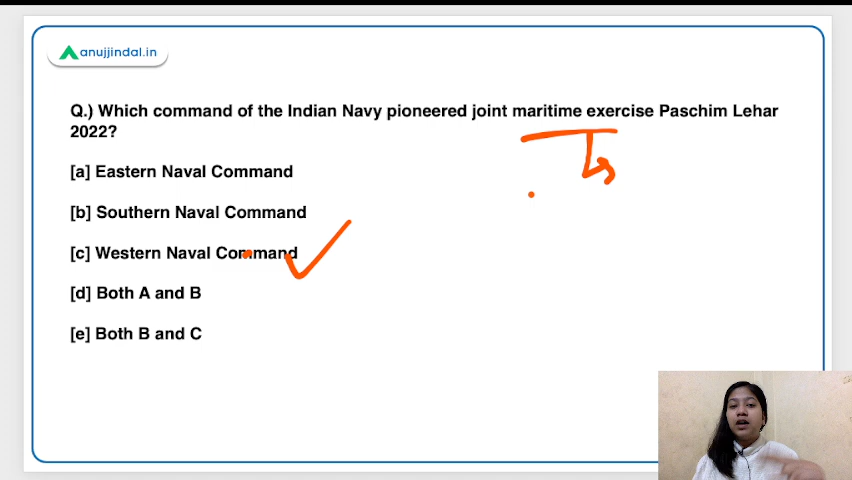 anujjindal.in
Q.) Which command of the Indian Navy pioneered joint maritime exercise Paschim Lehar
2022?
[a] Eastern Naval Command
[b] Southern Naval Command
[c] Western Naval Command
[d] Both A and B
[e] Both B and C